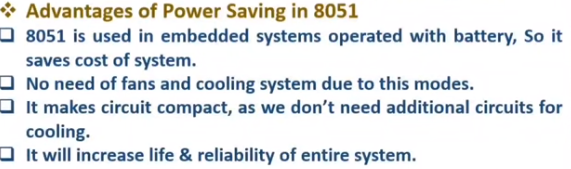 ❖ Advantages of Power Saving in 8051
❑ 8051 is used in embedded systems operated with battery, So it
saves cost of system.
❑ No need of fans and cooling system due to this modes.
❑ It makes circuit compact, as we don’t need additional circuits for
cooling.
❑ It will increase life & reliability of entire system.